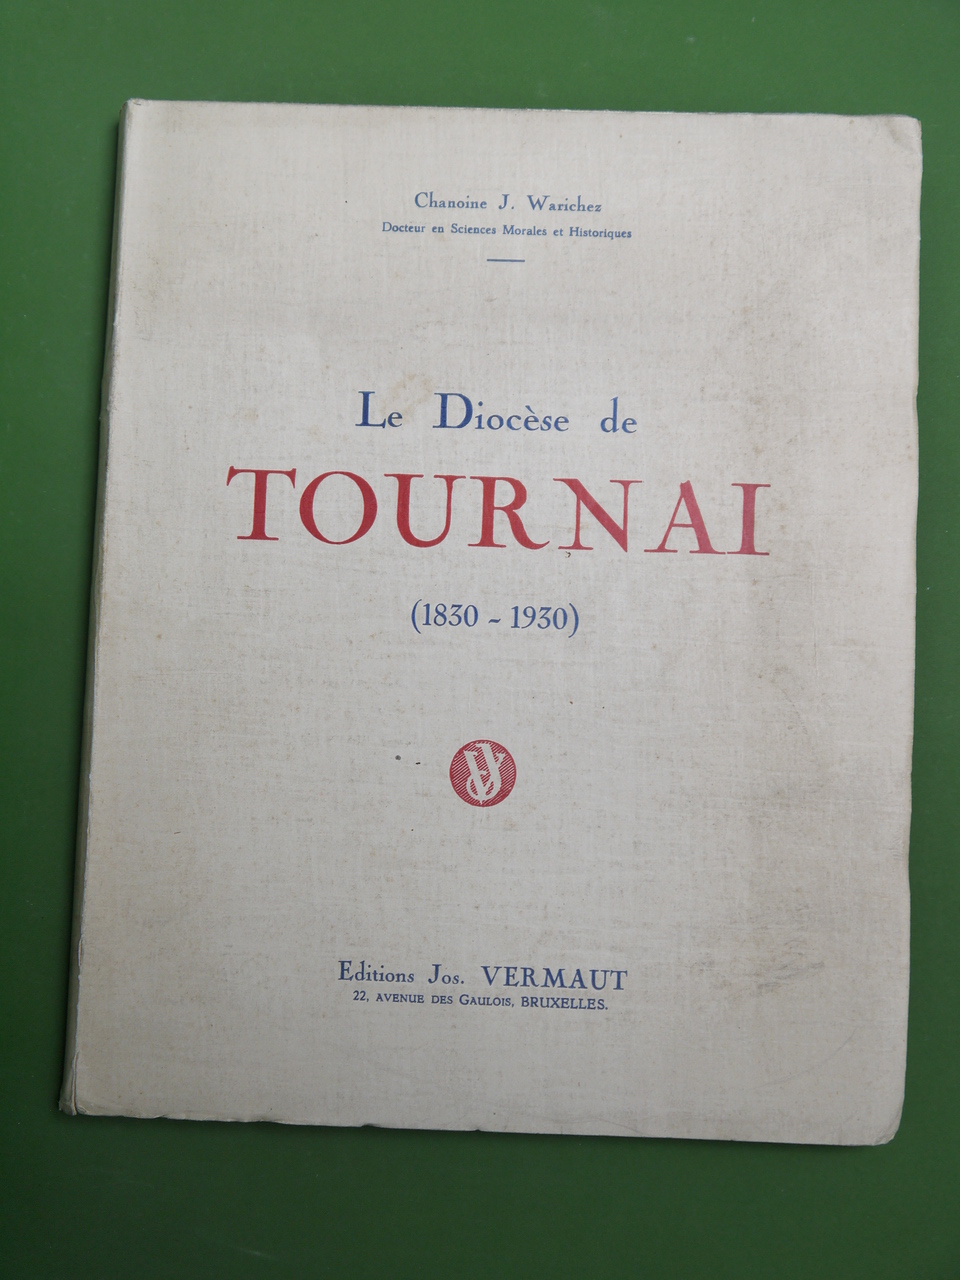 Chanoine J. Warichez
Docteur en Sciences Morales et Historiques
Le Diocèse de
TOURNAI
(1830 - 1930)
Editions Jos. VERMAUT
22, AVENUE DES GAULOIS, BRUXELLES.